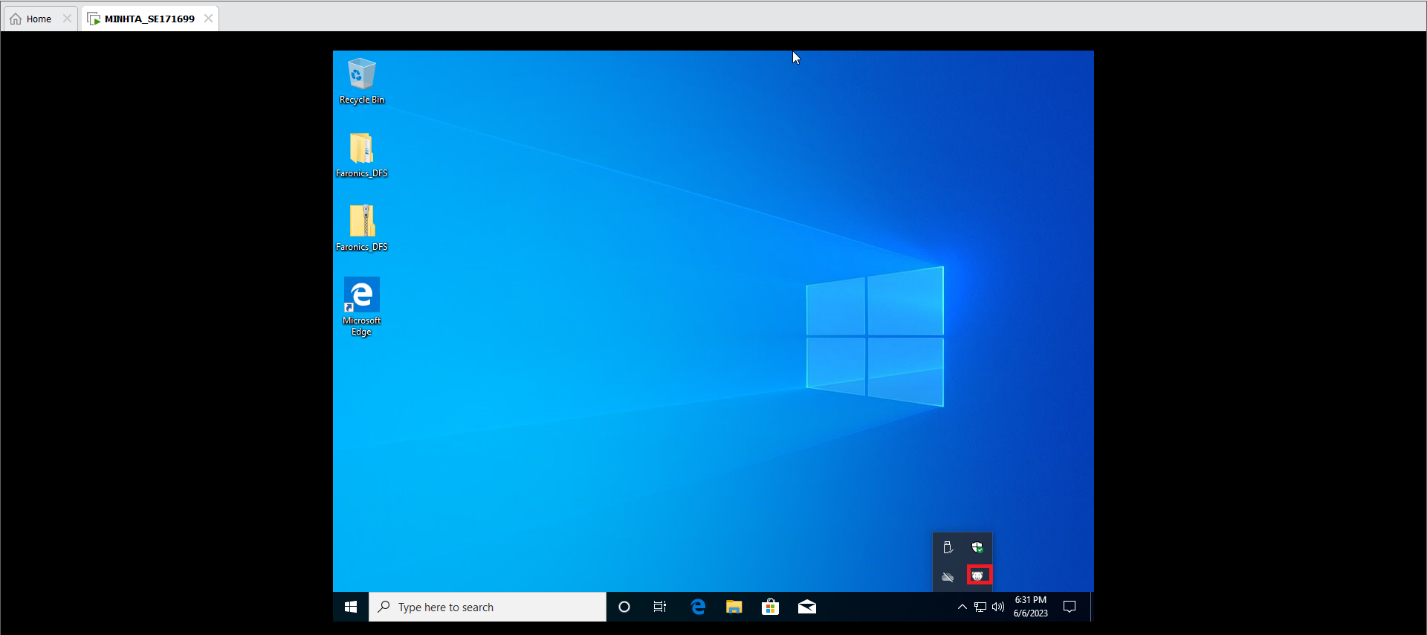 Home
MINHTA_SE171699
Recycle Bin
Faronics_DFS
Faronics_DFS
Microsoft
Edge
Type here to search
6:31 PM
6/6/2023